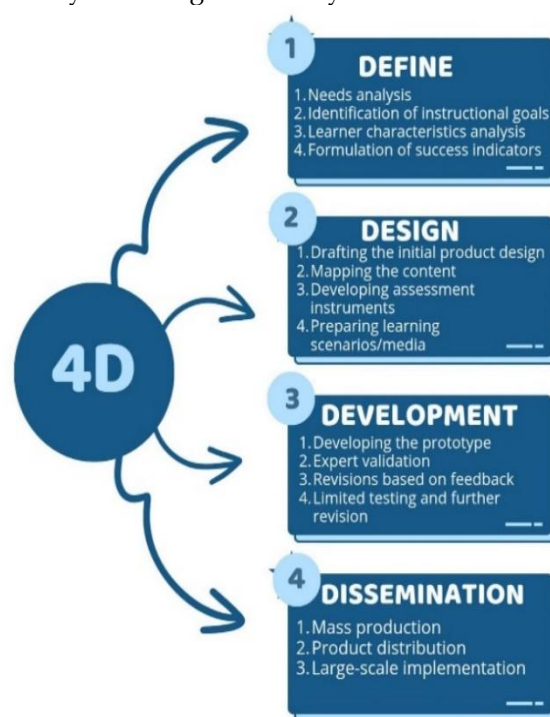 4D
1
DEFINE
1. Needs analysis
2. Identification of instructional goals
3. Learner characteristics analysis
4. Formulation of success indicators
2
DESIGN
1. Drafting the initial product design
2. Mapping the content
3. Developing assessment
instruments
4. Preparing learning
scenarios/media
3
DEVELOPMENT
1. Developing the prototype
2. Expert validation
3. Revisions based on feedback
4. Limited testing and further
revision
4
DISSEMINATION
1. Mass production
2. Product distribution
3. Large-scale implementation